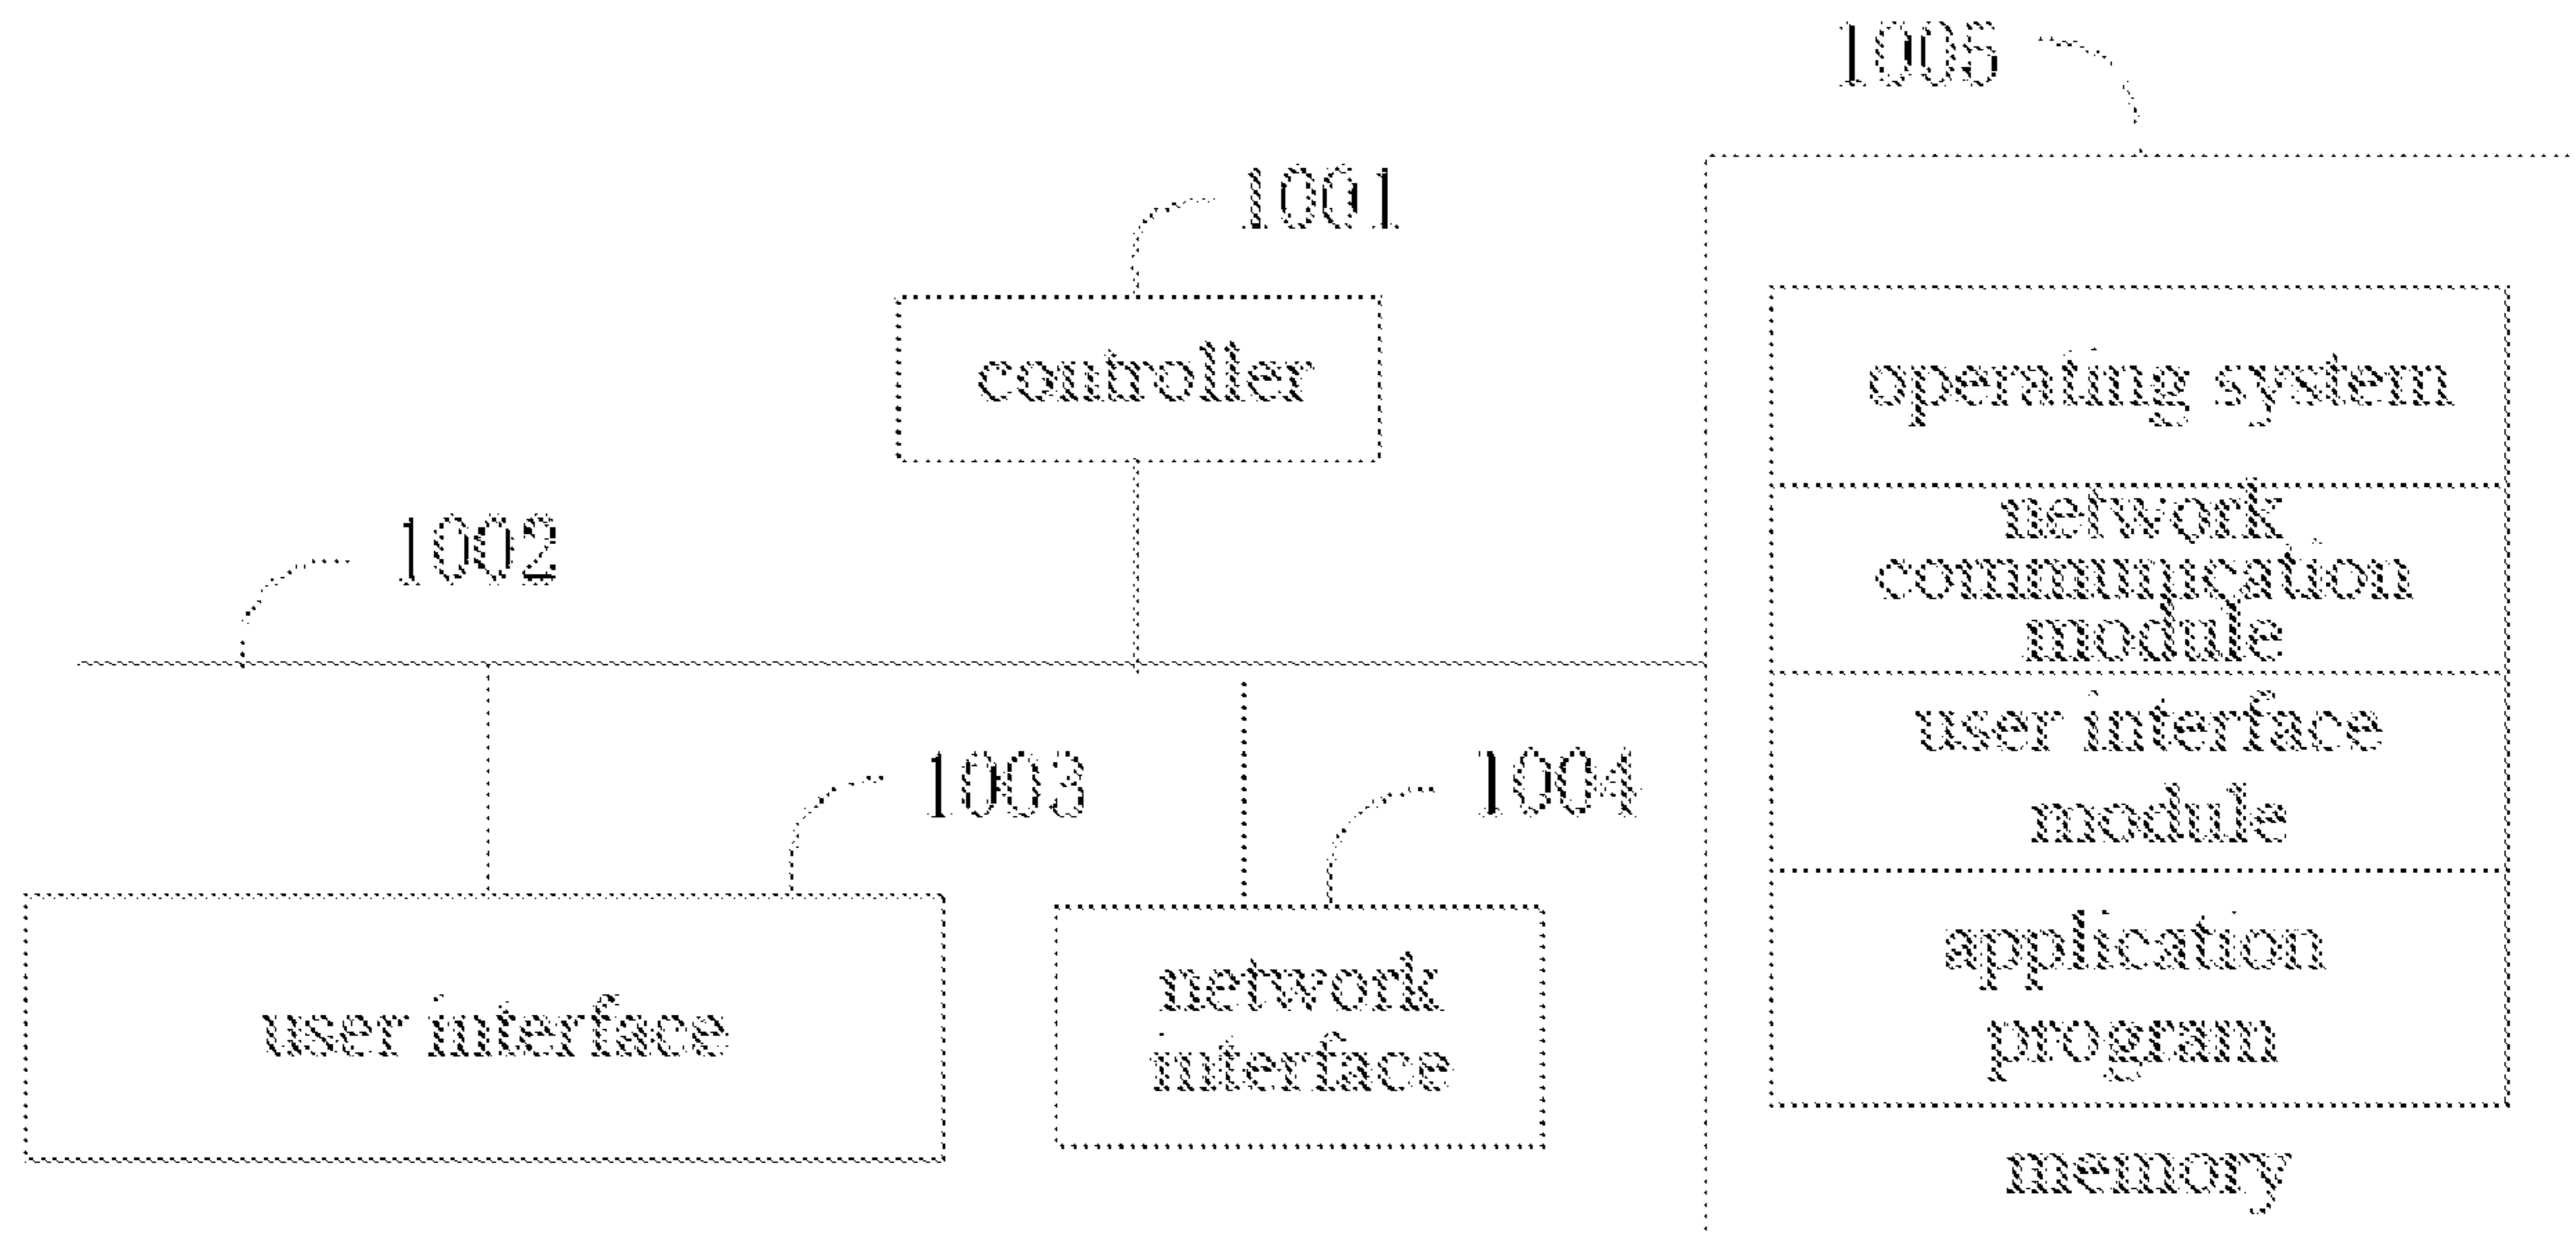 1005
1001
controller
operating system
1002
network
communication
module
user interface
module
1003
1004
application
program
user interface
network
interface
memory